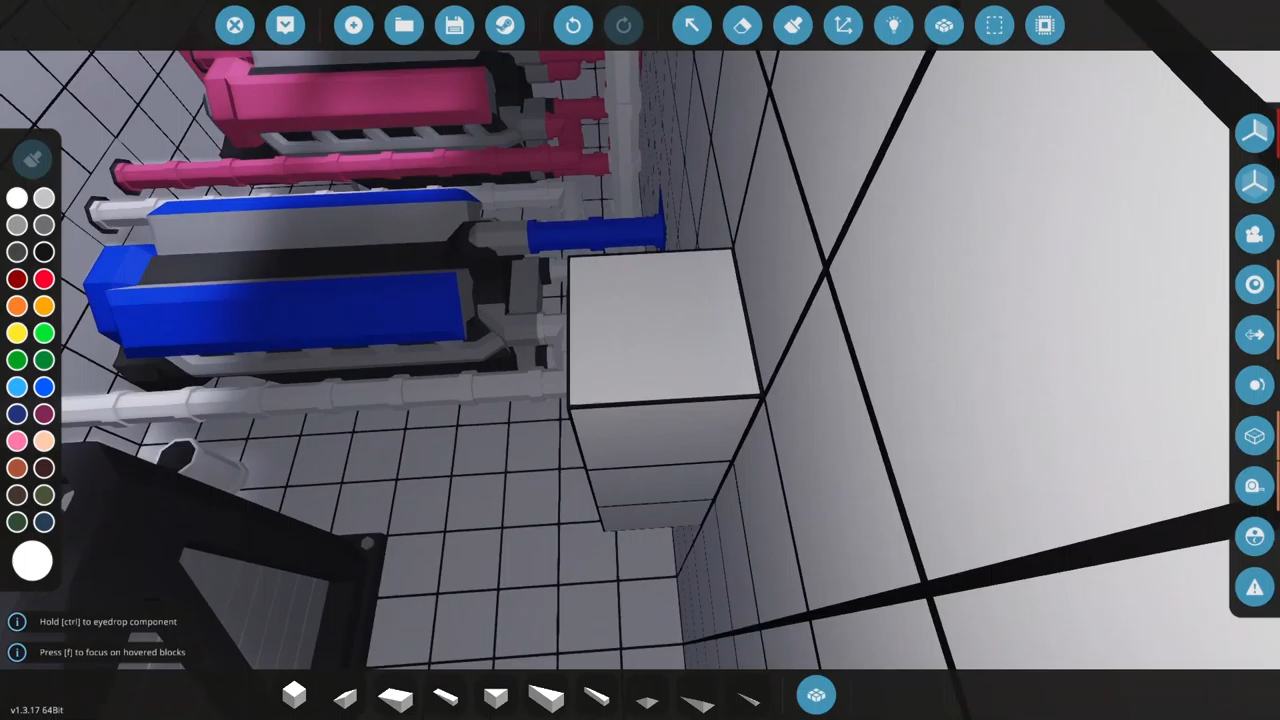 Hold [ctrl] to eyedrop component
Press [f] to focus on hovered blocks
v1.3.17 64Bit